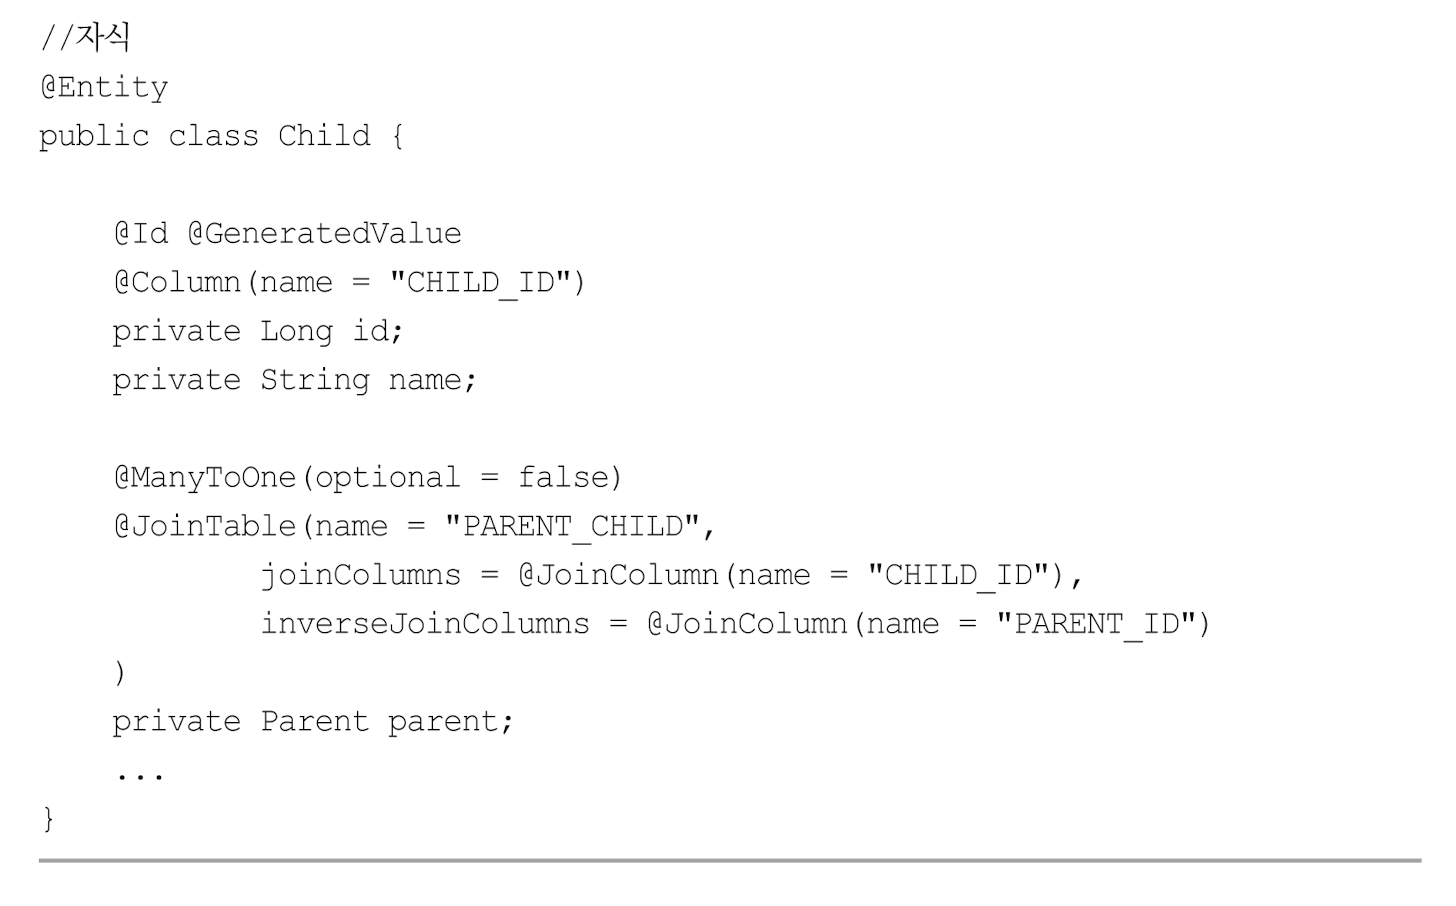 //자식
@Entity
public class Child {
@Id @GeneratedValue
@Column(name = "CHILD_ID")
private Long id;
private String name;
@ManyToOne(optional = false)
@JoinTable(name = "PARENT_CHILD",
joinColumns = @JoinColumn(name = "CHILD_ID"),
inverseJoinColumns = @JoinColumn(name = "PARENT_ID")
)
private Parent parent;
...
}